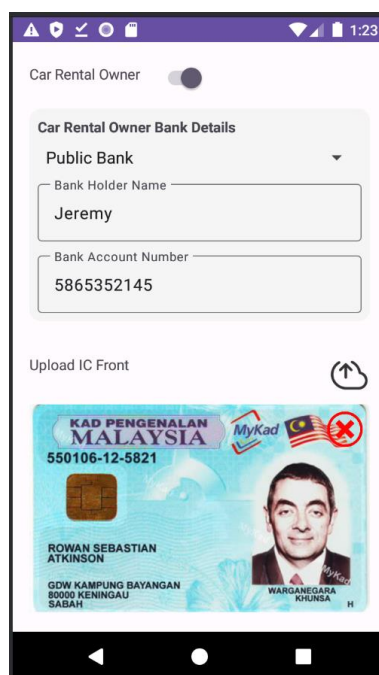 1:23
Car Rental Owner
Car Rental Owner Bank Details
Public Bank
Bank Holder Name
Jeremy
Bank Account Number
5865352145
Upload IC Front
KAD PENGENALAN
MALAYSIA
MyKad
550106-12-5821
ROWAN SEBASTIAN
ATKINSON
GDW KAMPUNG BAYANGAN
80000 KENINGAU
SABAH
MyKad
WARGANEGARA
KHUNSA
H